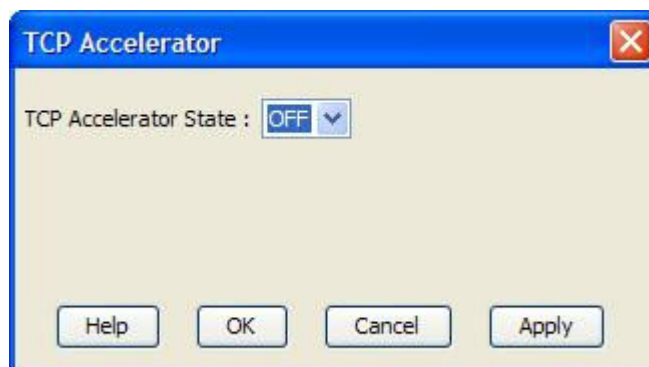 TCP Accelerator
TCP Accelerator State : OFF
Help OK Cancel Apply